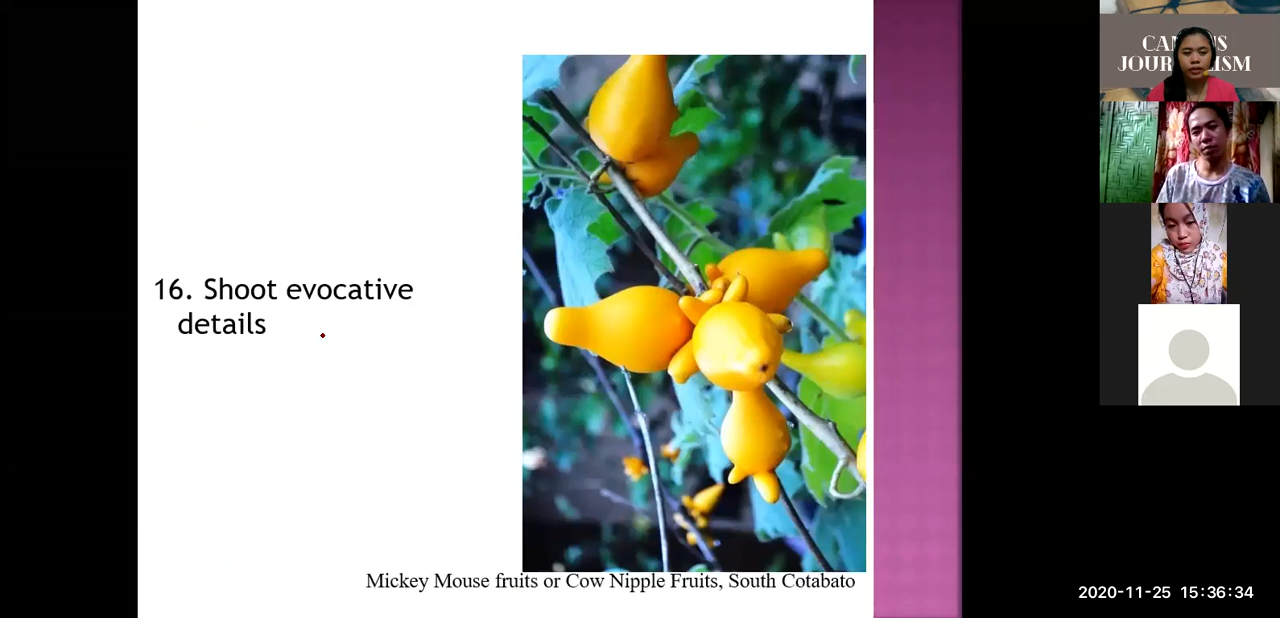 16. Shoot evocative
details
Mickey Mouse fruits or Cow Nipple Fruits, South Cotabato
2020-11-25 15:36:34